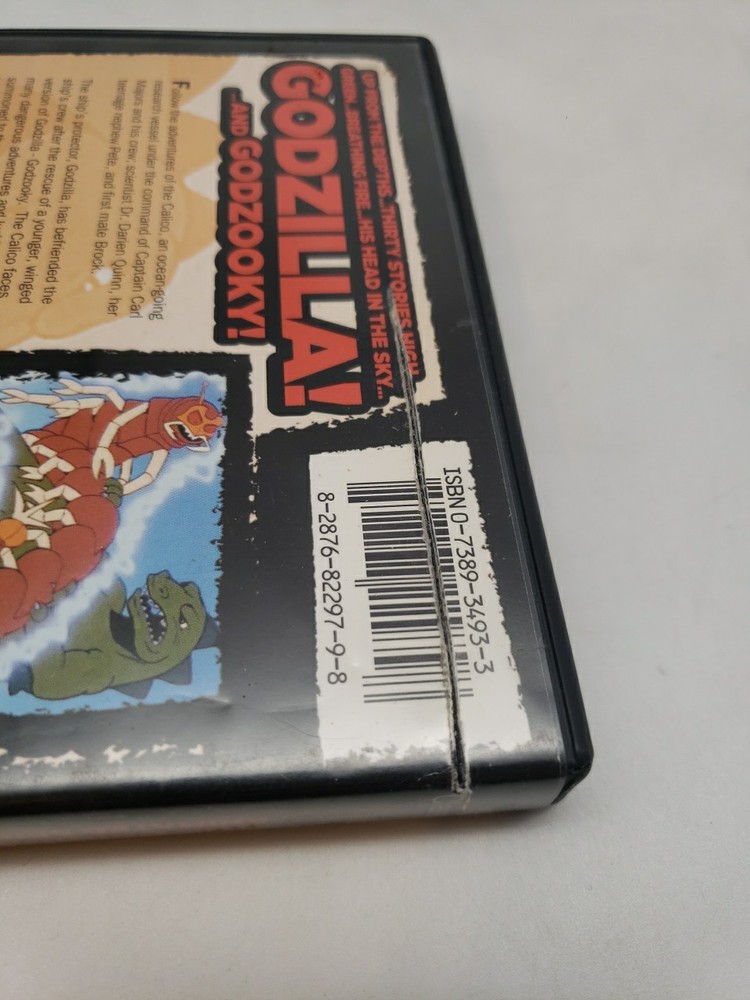 UP FROM THE DEPTHS...THIRTY STORIES HIGH...
BREATHING FIRE...HIS HEAD IN THE SKY...
GODZILLA!
...AND GODZOOKY!
Follow the adventures of the Calico, an ocean-going
research vessel under the command of Captain Carl
Majors and his crew; scientist Dr. Darien Quinn, her
teenage nephew Pete, and first mate Brock.
The ship's protector, Godzilla, has befriended the
ship's crew after the rescue of a younger, winged
version of Godzilla - Godzooky. The Calico faces
many dangerous adventures and
summoned to
ISBN 0-7389-3493-3
8-2876-82297-9-8